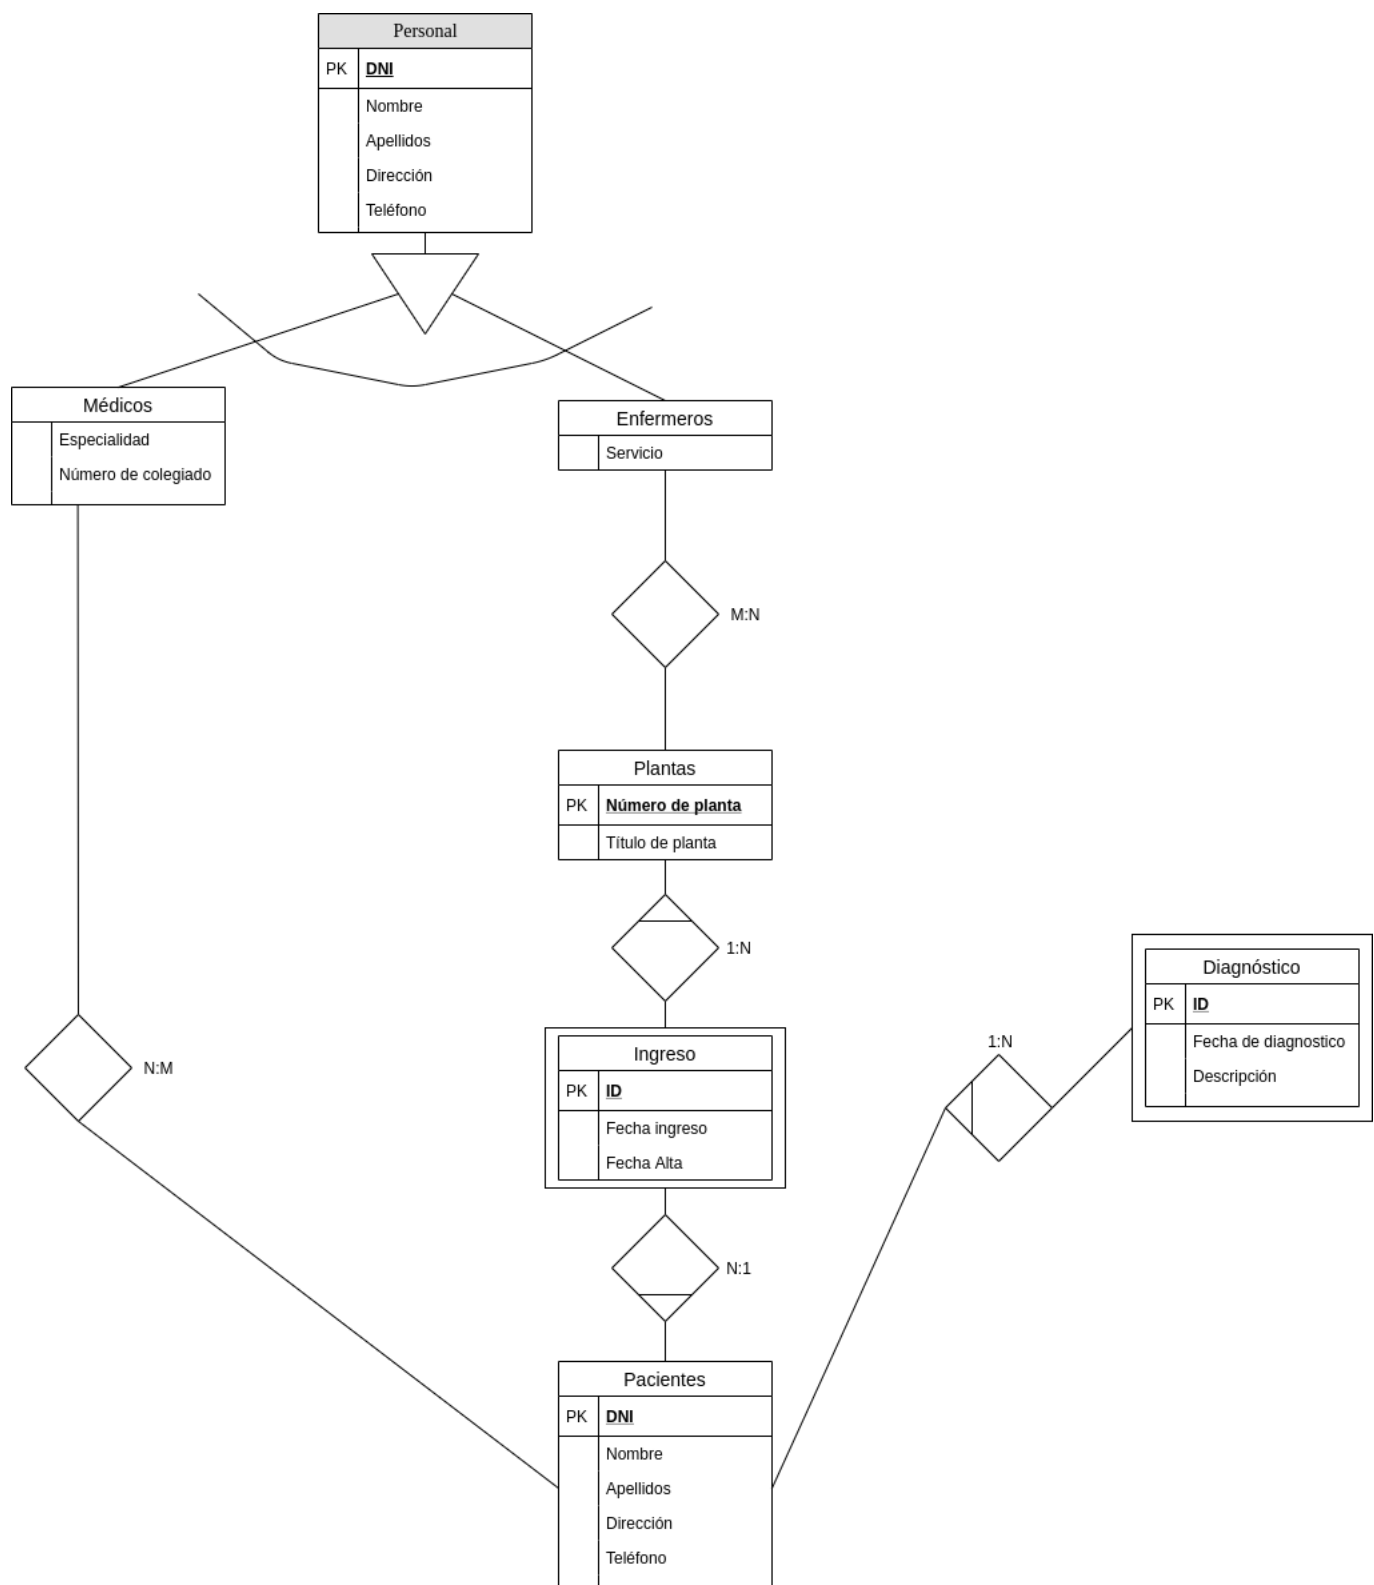 Personal
PK DNI
Nombre
Apellidos
Dirección
Teléfono
Médicos
Especialidad
Número de colegiado
Enfermeros
Servicio
M:N
Plantas
PK Número de planta
Título de planta
1:N
Diagnóstico
PK ID
Fecha de diagnostico
Descripción
1:N
Ingreso
PK ID
Fecha ingreso
Fecha Alta
N:M
N:1
Pacientes
PK DNI
Nombre
Apellidos
Dirección
Teléfono